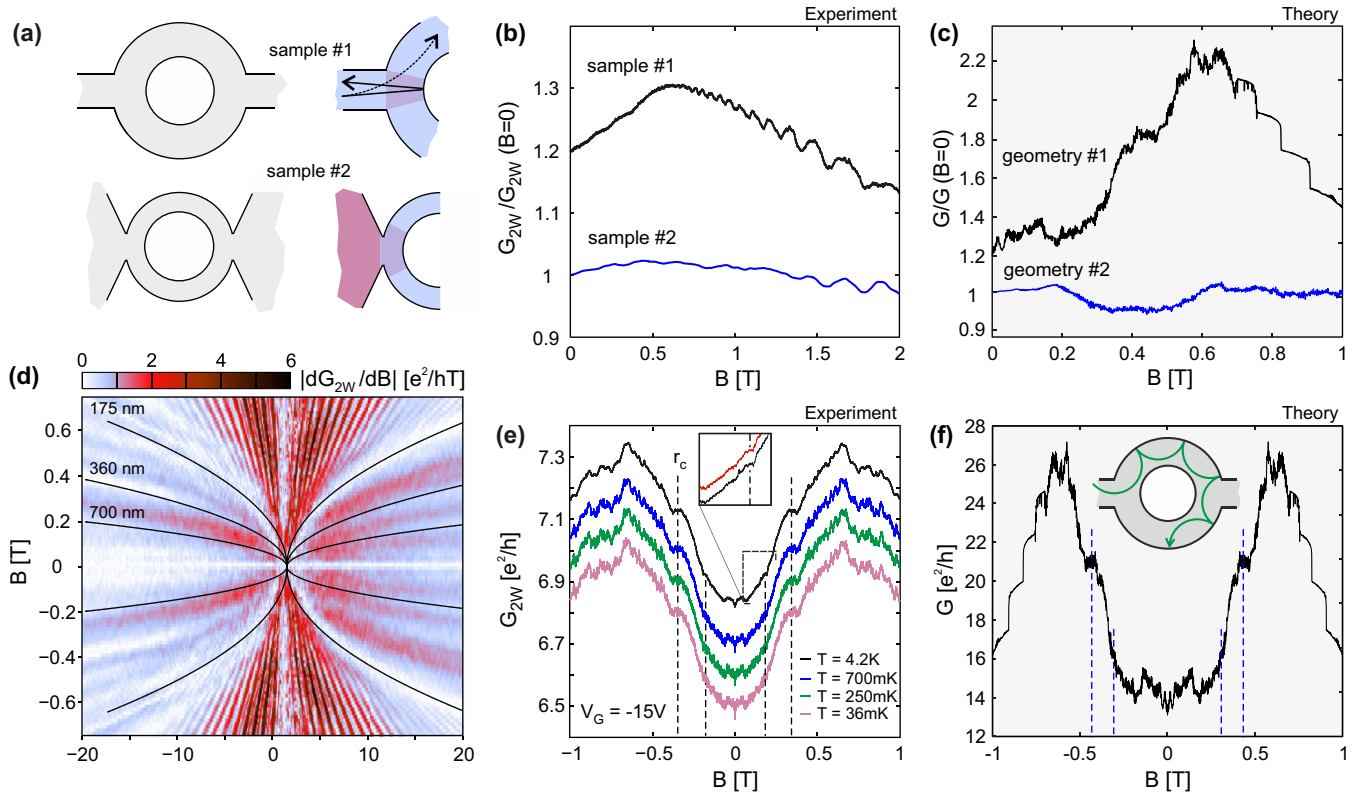 (a)
sample #1
sample #2
(b)
Experiment
G2W/G2W (B=0)
1.3
1.2
1.1
1
0.9
sample #1
sample #2
0
0.5
1
1.5
2
B [T]
(c)
Theory
G/G (B=0)
2.2
2
1.8
1.6
1.4
1.2
1
0.9
geometry #1
geometry #2
0
0.2
0.4
0.6
0.8
1
B [T]
(d)
0
2
4
6
|dG2W/dB| [e²/hT]
175 nm
360 nm
700 nm
B [T]
0.6
0.4
0.2
0
−0.2
−0.4
−0.6
−20
−10
0
10
20
(e)
Experiment
G2W [e²/h]
7.3
7.1
6.9
6.7
6.5
rc
T = 4.2K
T = 700mK
T = 250mK
T = 36mK
VG = -15V
−1
−0.5
0
0.5
1
B [T]
(f)
Theory
G [e²/h]
28
26
24
22
20
18
16
14
12
-1
-0.5
0
0.5
1
B [T]